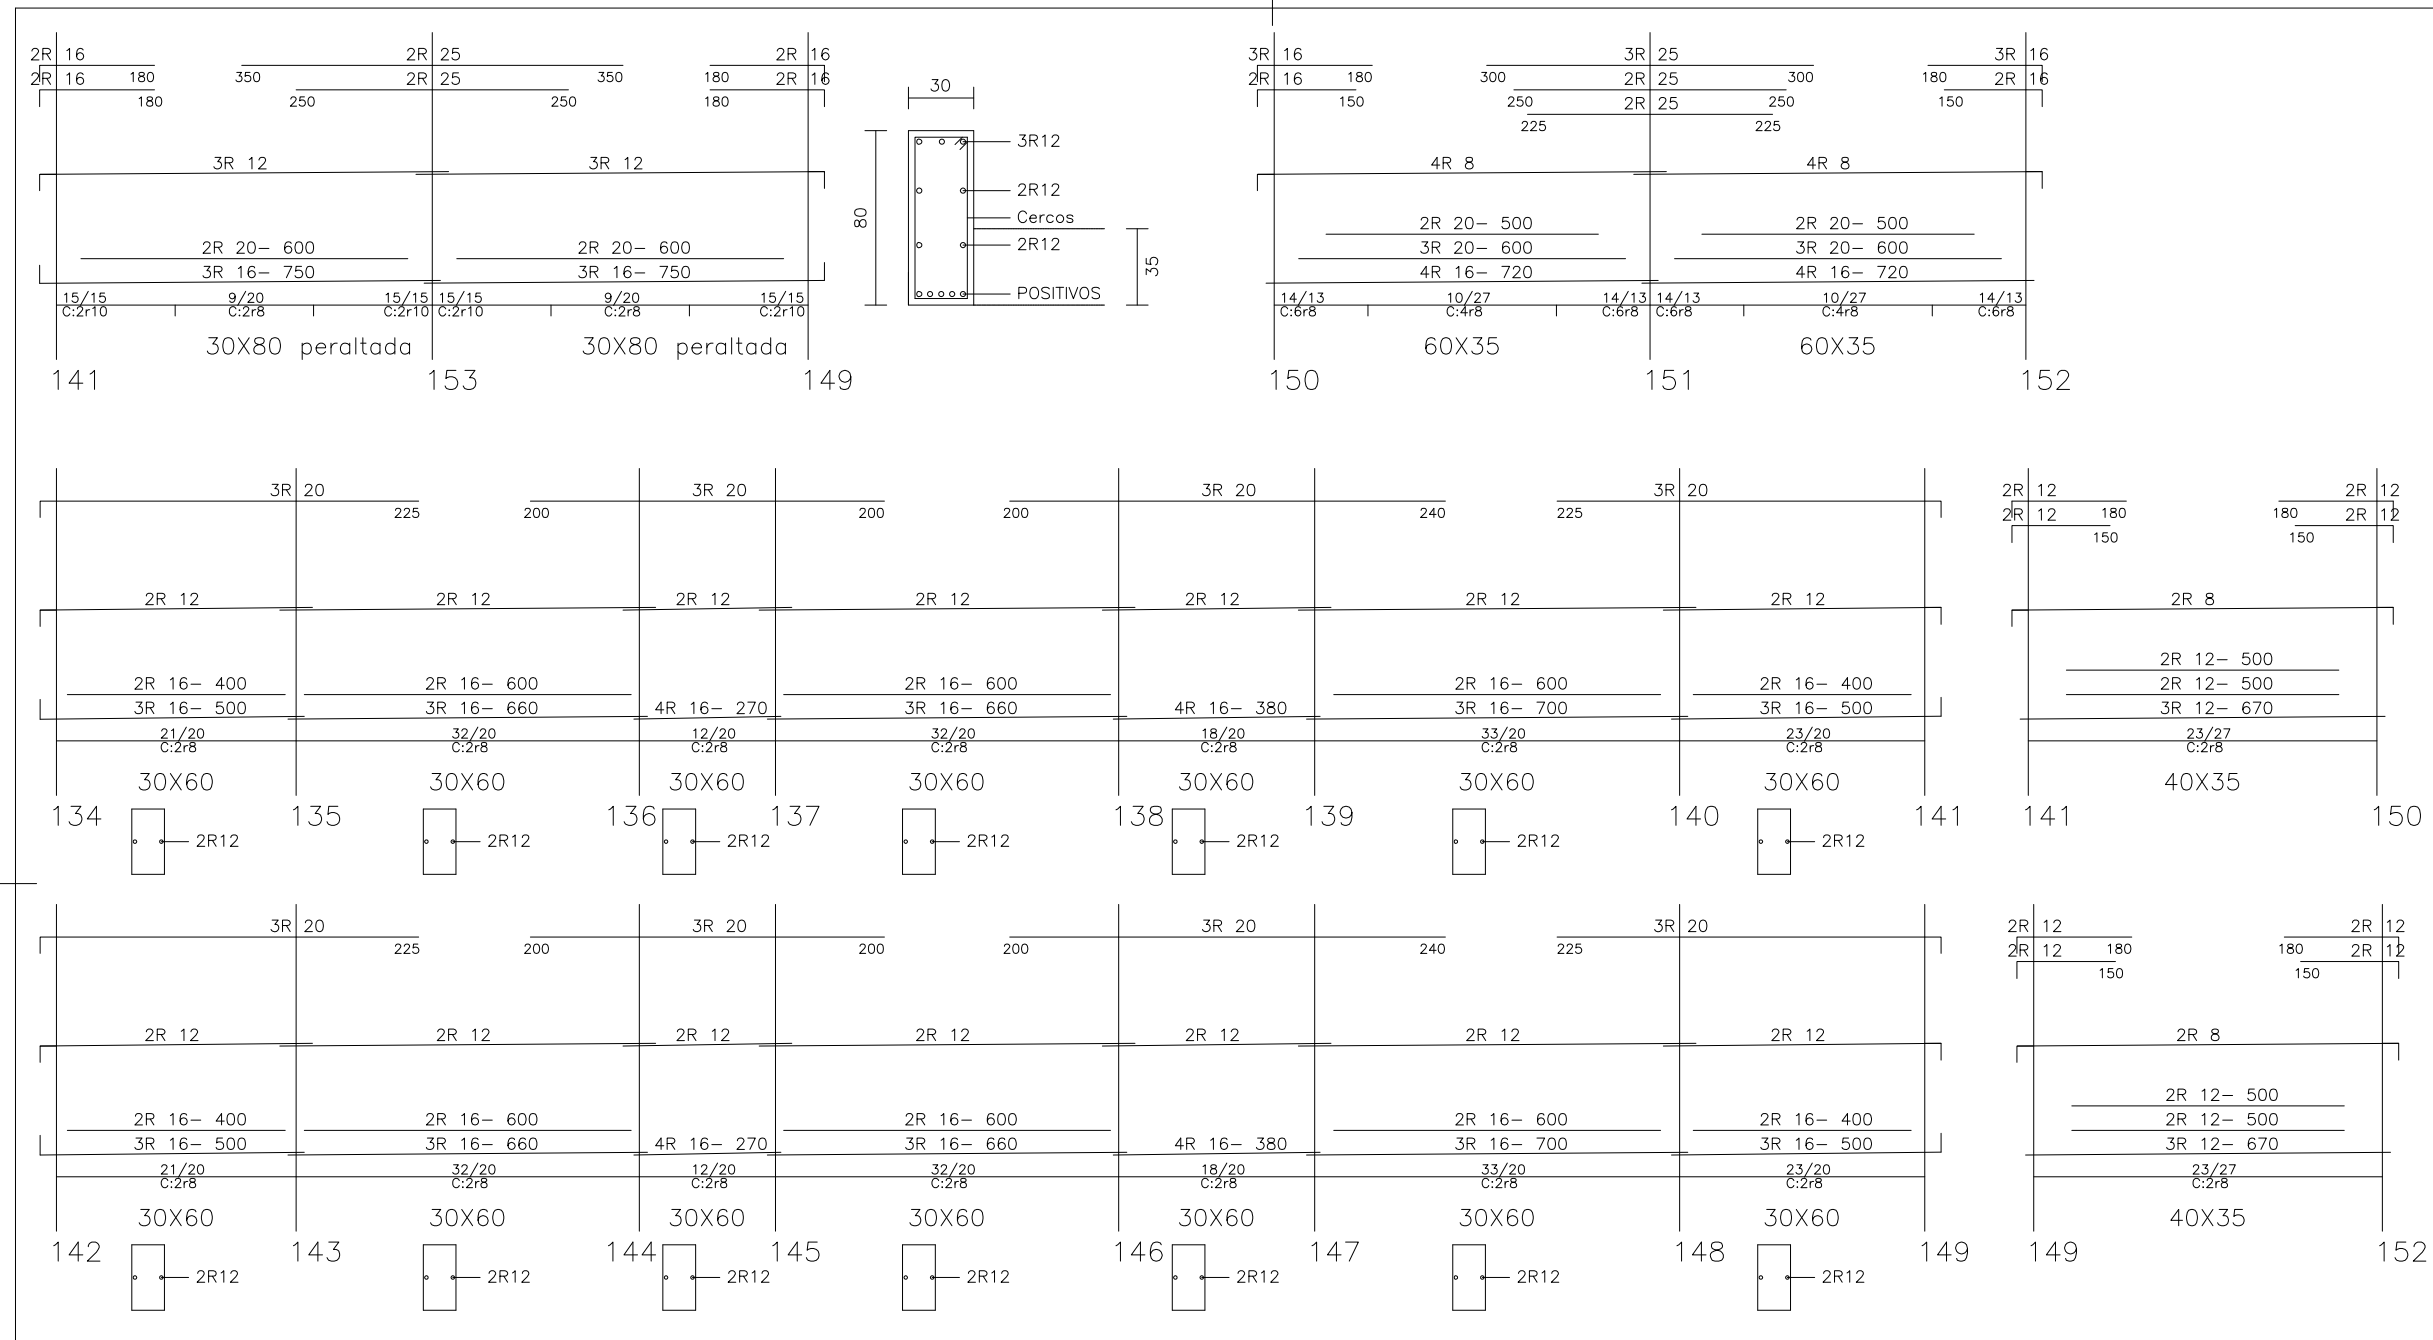 2R 16 2R 25 2R 16
180 350 350 180
2R 16 2R 25 2R 16
180 250 250 180
3R 12 3R 12
2R 20- 600 2R 20- 600
3R 16- 750 3R 16- 750
15/15 9/20 15/15 15/15 9/20 15/15
C:2r10 C:2r8 C:2r10 C:2r10 C:2r8 C:2r10
30X80 peraltada 30X80 peraltada
141 153 149
30
80
3R12
2R12
Cercos
2R12
35
POSITIVOS
3R 16 3R 25 3R 16
180 300 300 180
2R 16 2R 25 2R 16
150 250 250 150
2R 25
225 225
4R 8 4R 8
2R 20- 500 2R 20- 500
3R 20- 600 3R 20- 600
4R 16- 720 4R 16- 720
14/13 10/27 14/13 14/13 10/27 14/13
C:6r8 C:4r8 C:6r8 C:6r8 C:4r8 C:6r8
60X35 60X35
150 151 152
3R 20 3R 20 3R 20 3R 20
225 200 200 200 240 225
2R 12 2R 12 2R 12 2R 12 2R 12 2R 12 2R 12
2R 16- 400 2R 16- 600 2R 16- 600 2R 16- 600 2R 16- 400
3R 16- 500 3R 16- 660 4R 16- 270 3R 16- 660 4R 16- 380 3R 16- 700 3R 16- 500
21/20 32/20 12/20 32/20 18/20 33/20 23/20
C:2r8 C:2r8 C:2r8 C:2r8 C:2r8 C:2r8 C:2r8
30X60 30X60 30X60 30X60 30X60 30X60 30X60
134 135 136 137 138 139 140 141
2R12 2R12 2R12 2R12 2R12 2R12 2R12
2R 12 2R 12
180 180
2R 12 2R 12
150 150
2R 8
2R 12- 500
2R 12- 500
3R 12- 670
23/27
C:2r8
40X35
141 150
3R 20 3R 20 3R 20 3R 20
225 200 200 200 240 225
2R 12 2R 12 2R 12 2R 12 2R 12 2R 12 2R 12
2R 16- 400 2R 16- 600 2R 16- 600 2R 16- 600 2R 16- 400
3R 16- 500 3R 16- 660 4R 16- 270 3R 16- 660 4R 16- 380 3R 16- 700 3R 16- 500
21/20 32/20 12/20 32/20 18/20 33/20 23/20
C:2r8 C:2r8 C:2r8 C:2r8 C:2r8 C:2r8 C:2r8
30X60 30X60 30X60 30X60 30X60 30X60 30X60
142 143 144 145 146 147 148 149
2R12 2R12 2R12 2R12 2R12 2R12 2R12
2R 12 2R 12
180 180
2R 12 2R 12
150 150
2R 8
2R 12- 500
2R 12- 500
3R 12- 670
23/27
C:2r8
40X35
149 152